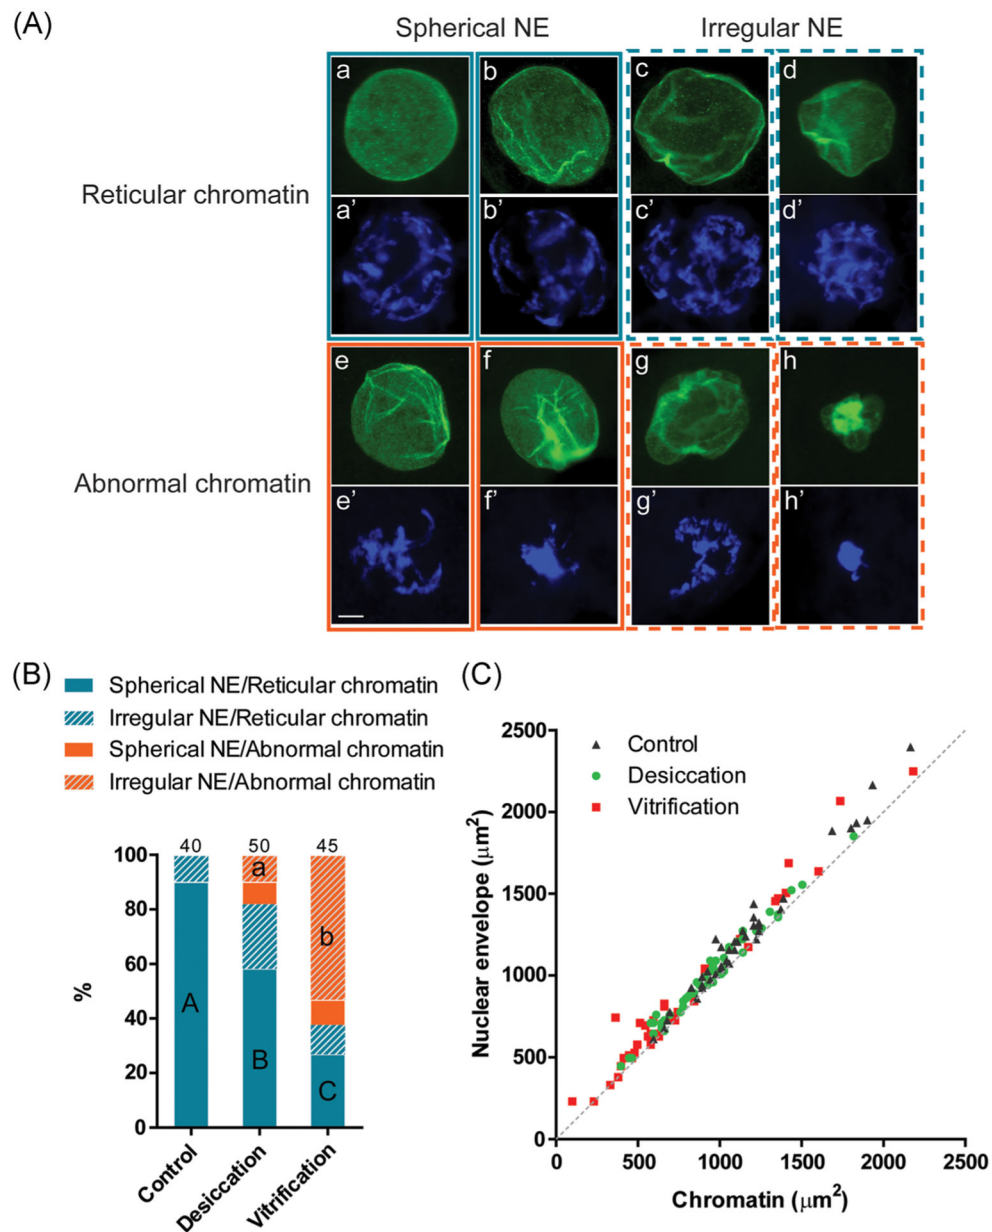 (A)
Spherical NE Irregular NE
a b c d
Reticular chromatin
a' b' c' d'
e f g h
Abnormal chromatin
e' f' g' h'
(B)
Spherical NE/Reticular chromatin
Irregular NE/Reticular chromatin
Spherical NE/Abnormal chromatin
Irregular NE/Abnormal chromatin
40 50 45
100
80
60
40
20
0
%
A
a
B
b
C
Control
Desiccation
Vitrification
(C)
Control
Desiccation
Vitrification
2500
2000
1500
1000
500
0
Nuclear envelope (μm²)
0 500 1000 1500 2000 2500
Chromatin (μm²)